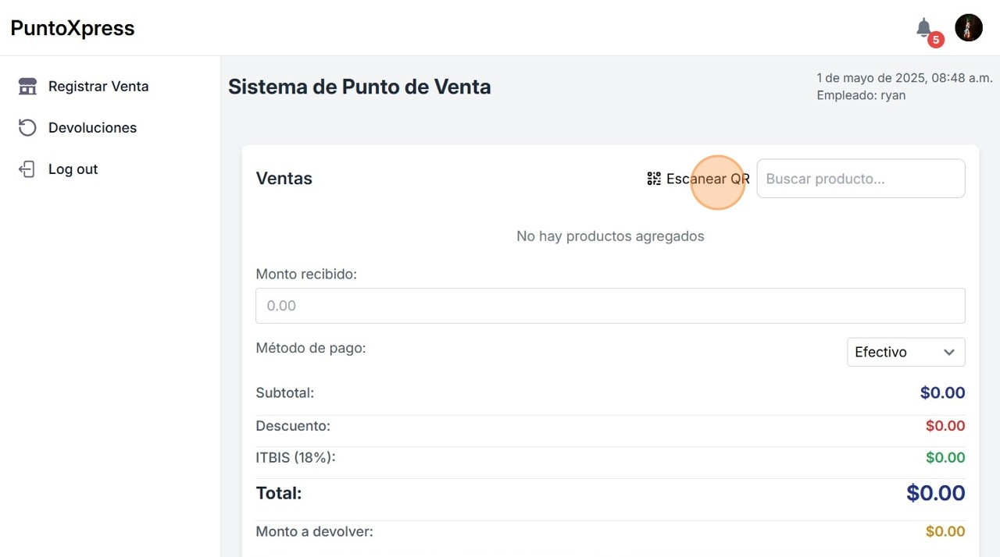 PuntoXpress
5
Registrar Venta
Devoluciones
Log out
Sistema de Punto de Venta
1 de mayo de 2025, 08:48 a.m.
Empleado: ryan
Ventas
Escanear QR
Buscar producto...
No hay productos agregados
Monto recibido:
0.00
Método de pago:
Efectivo
Subtotal:
$0.00
Descuento:
$0.00
ITBIS (18%):
$0.00
Total:
$0.00
Monto a devolver:
$0.00